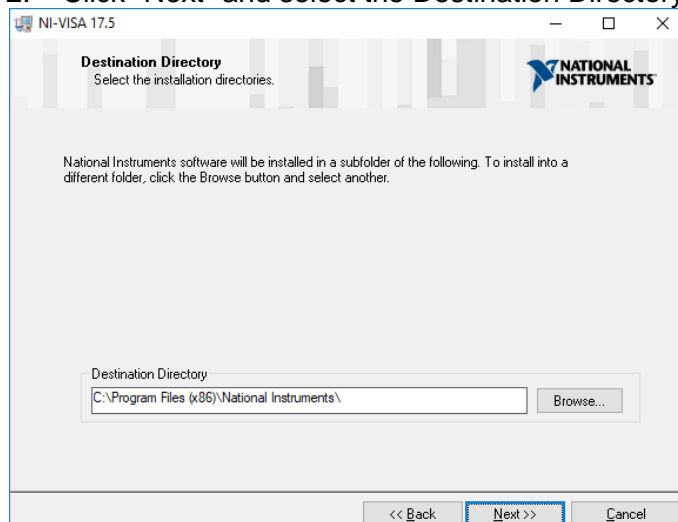 2. Click "Next" and select the Destination Directory
NI-VISA 17.5
Destination Directory
Select the installation directories.
NATIONAL
INSTRUMENTS
National Instruments software will be installed in a subfolder of the following. To install into a
different folder, click the Browse button and select another.
Destination Directory
C:\Program Files (x86)\National Instruments\
Browse...
<< Back
Next >>
Cancel